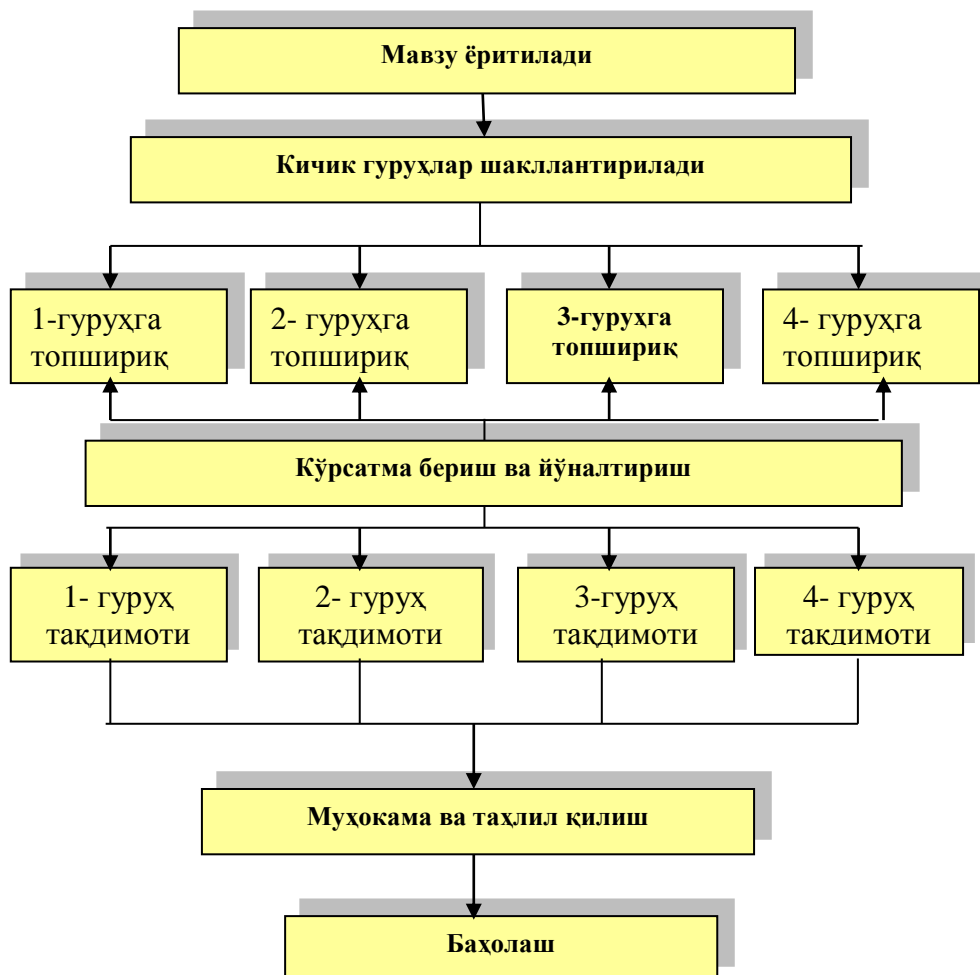 Мавзу ёритилади
Кичик гуруҳлар шакллантирилади
1-гуруҳга
топшириқ
2- гуруҳга
топшириқ
3-гуруҳга
топшириқ
4- гуруҳга
топшириқ
Кўрсатма бериш ва йўналтириш
1- гуруҳ
тақдимоти
2- гуруҳ
тақдимоти
3-гуруҳ
тақдимоти
4- гуруҳ
тақдимоти
Муҳокама ва таҳлил қилиш
Баҳолаш